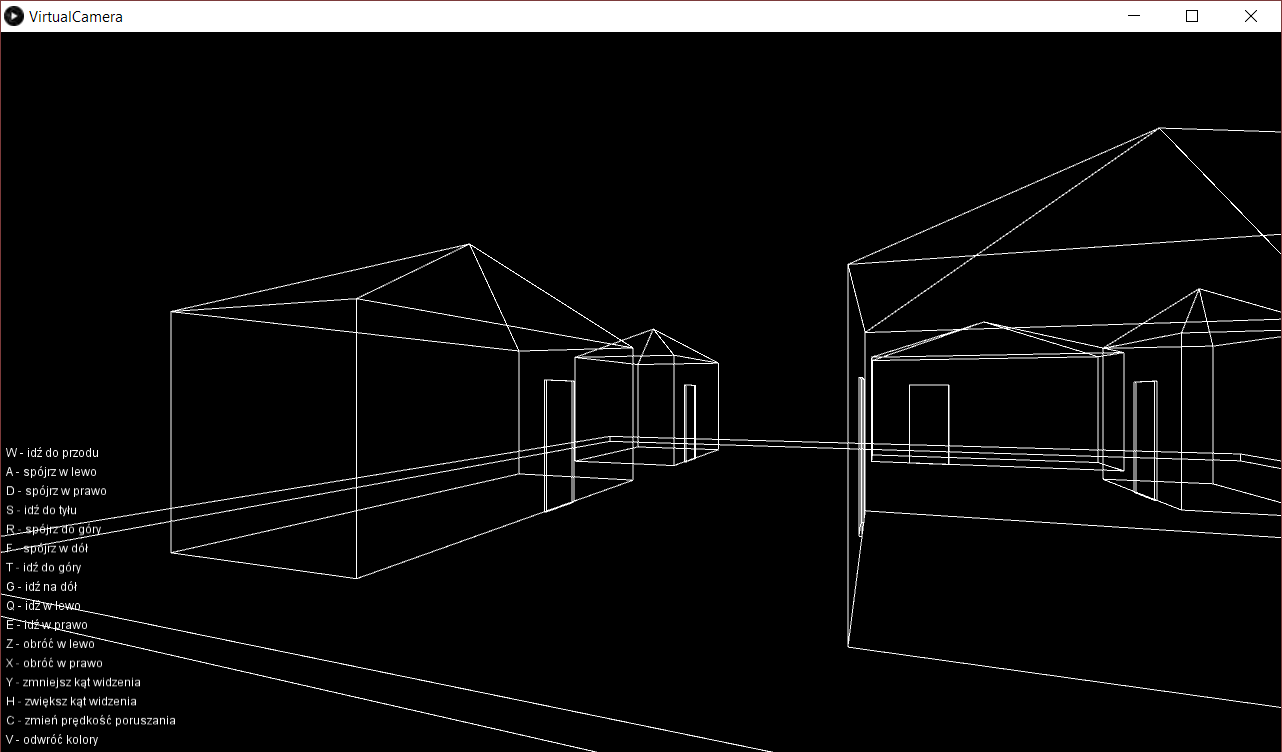 VirtualCamera
W - idź do przodu
A - spójrz w lewo
D - spójrz w prawo
S - idź do tyłu
R - spójrz do góry
F - spójrz w dół
T - idź do góry
G - idź na dół
Q - idź w lewo
E - idź w prawo
Z - obróć w lewo
X - obróć w prawo
Y - zmniejsz kąt widzenia
H - zwiększ kąt widzenia
C - zmień prędkość poruszania
V - odwróć kolory